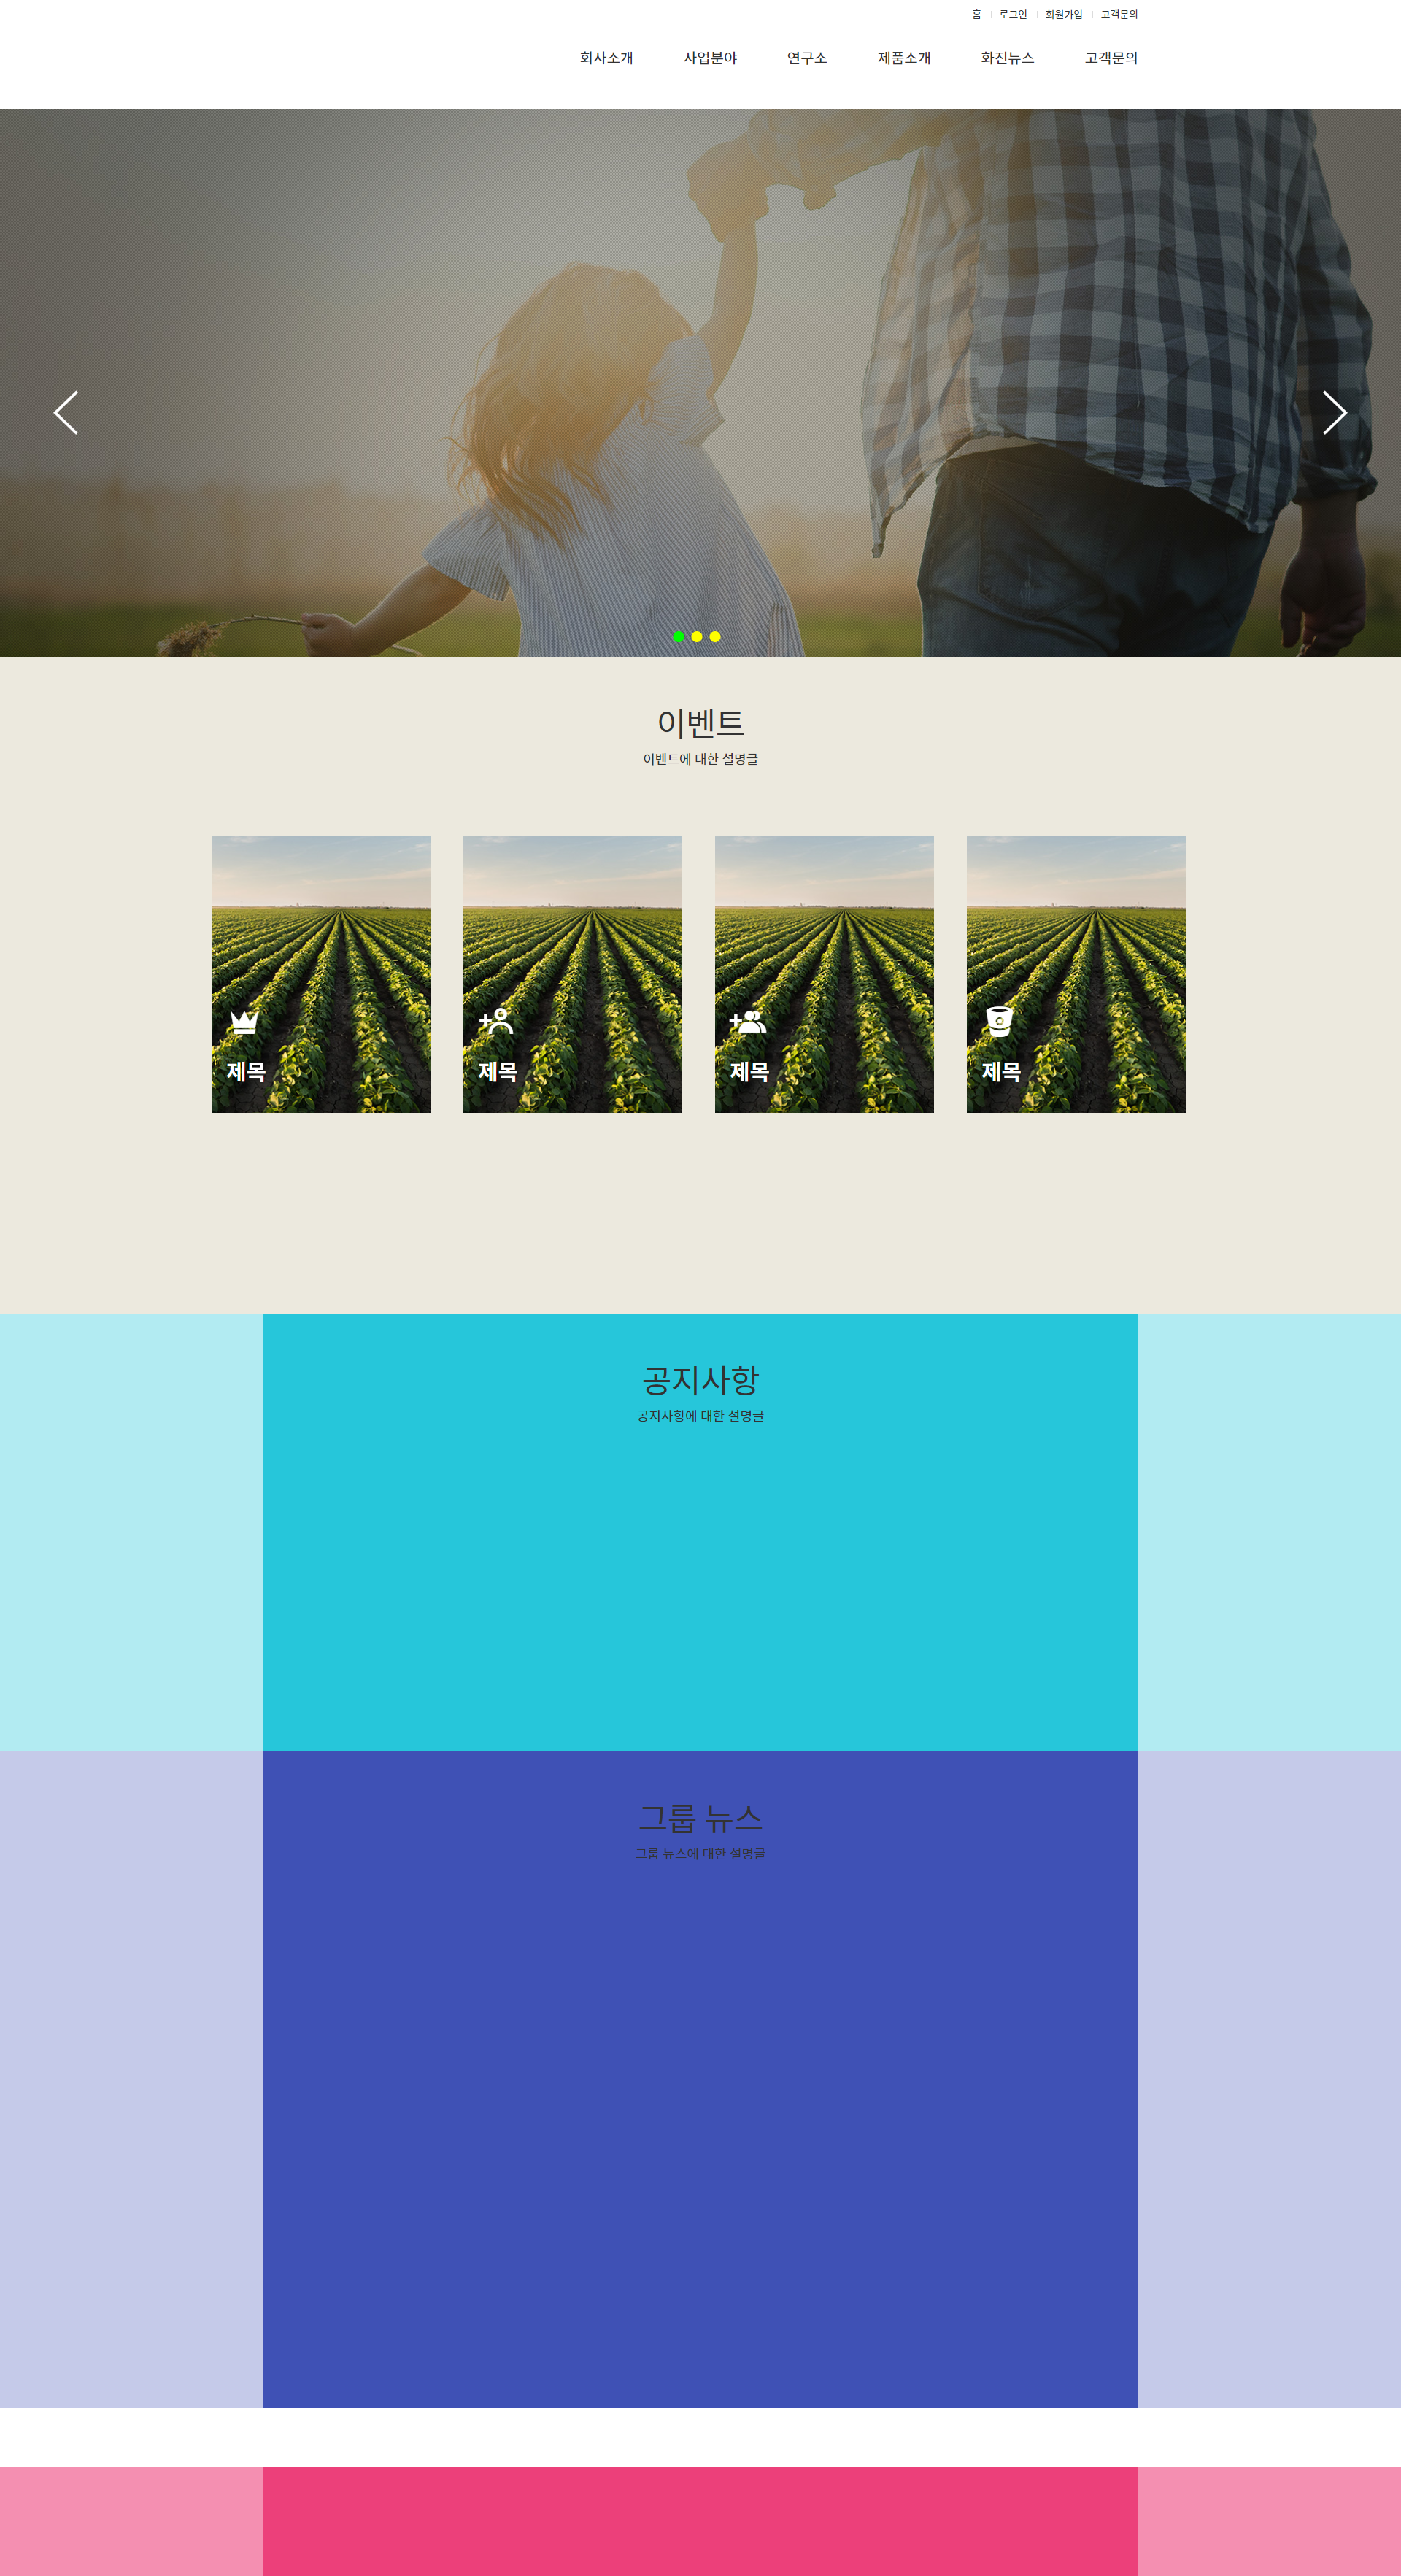 홈 로그인 회원가입 고객문의
회사소개 사업분야 연구소 제품소개 화진뉴스 고객문의
이벤트
이벤트에 대한 설명글
제목 제목 제목 제목
공지사항
공지사항에 대한 설명글
그룹 뉴스
그룹 뉴스에 대한 설명글